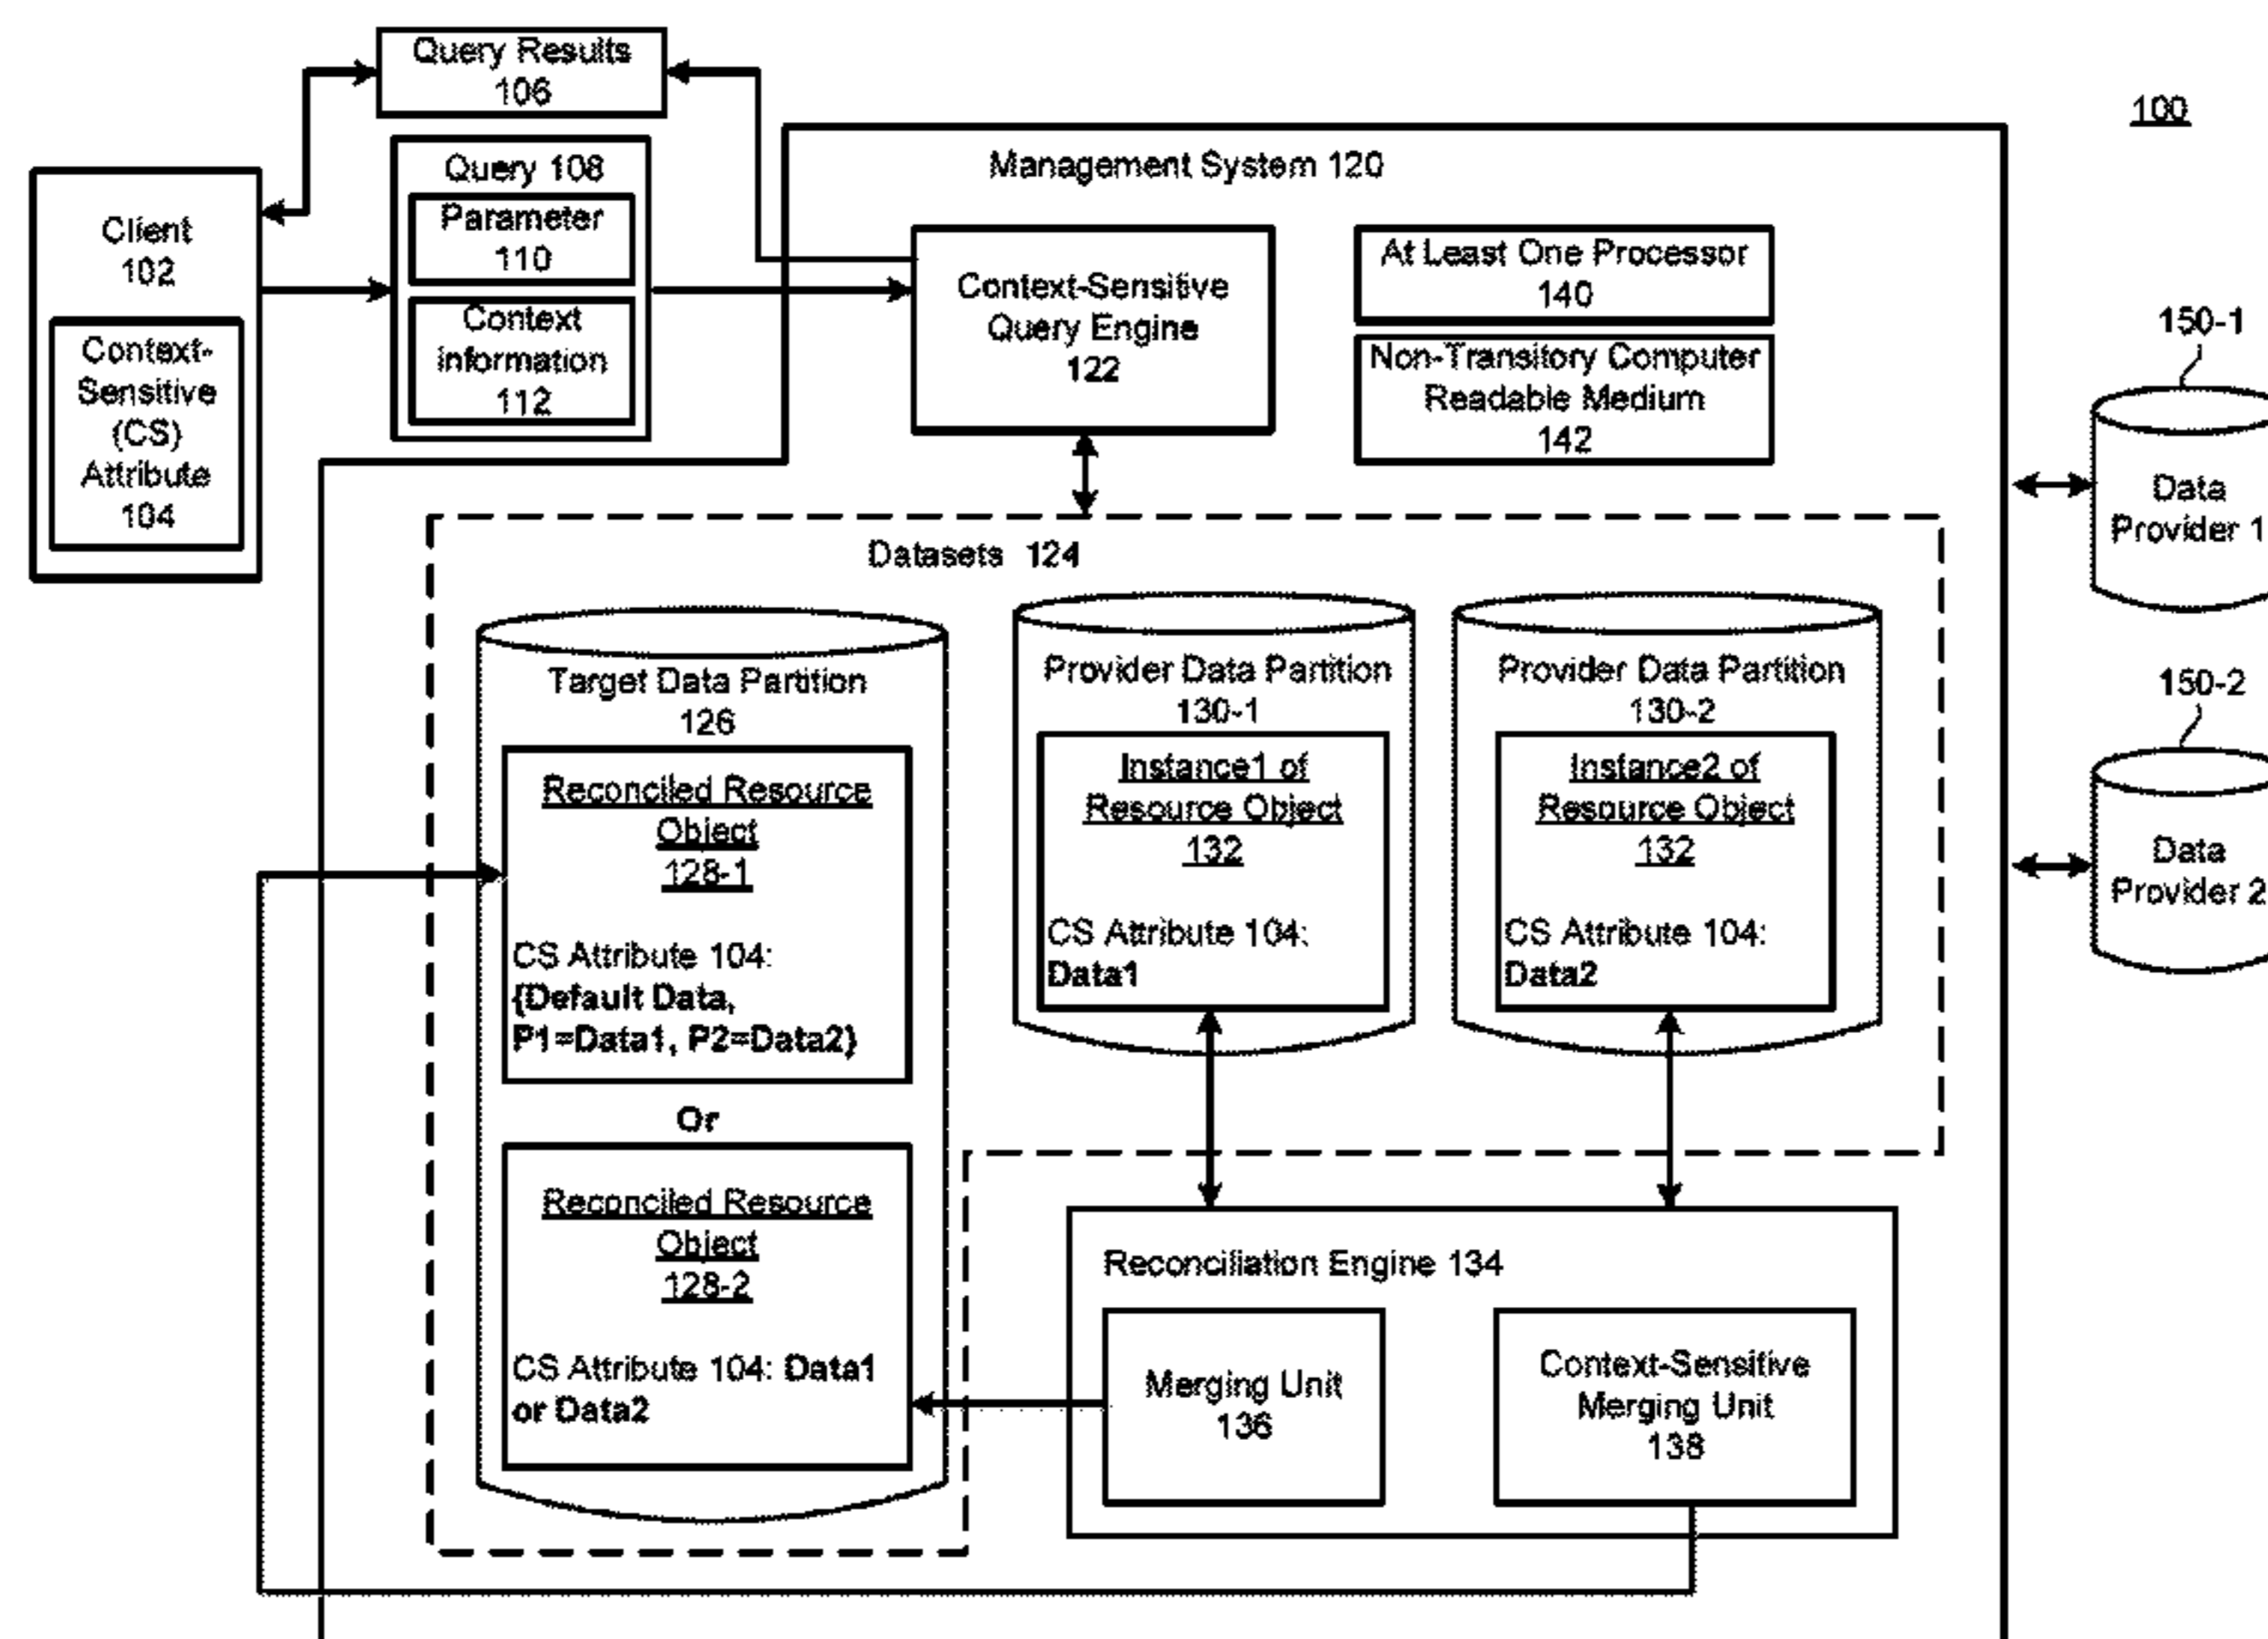 Query Results
106
100
Management System 120
Client
102
Context-
Sensitive
(CS)
Attribute
104
Query 108
Parameter
110
Context
information
112
Context-Sensitive
Query Engine
122
At Least One Processor
140
Non-Transitory Computer
Readable Medium
142
150-1
Data
Provider 1
150-2
Data
Provider 2
Datasets 124
Target Data Partition
126
Reconciled Resource
Object
128-1
CS Attribute 104:
{Default Data,
P1=Data1, P2=Data2}
Or
Reconciled Resource
Object
128-2
CS Attribute 104: Data1
or Data2
Provider Data Partition
130-1
Instance1 of
Resource Object
132
CS Attribute 104:
Data1
Provider Data Partition
130-2
Instance2 of
Resource Object
132
CS Attribute 104:
Data2
Reconciliation Engine 134
Merging Unit
136
Context-Sensitive
Merging Unit
138